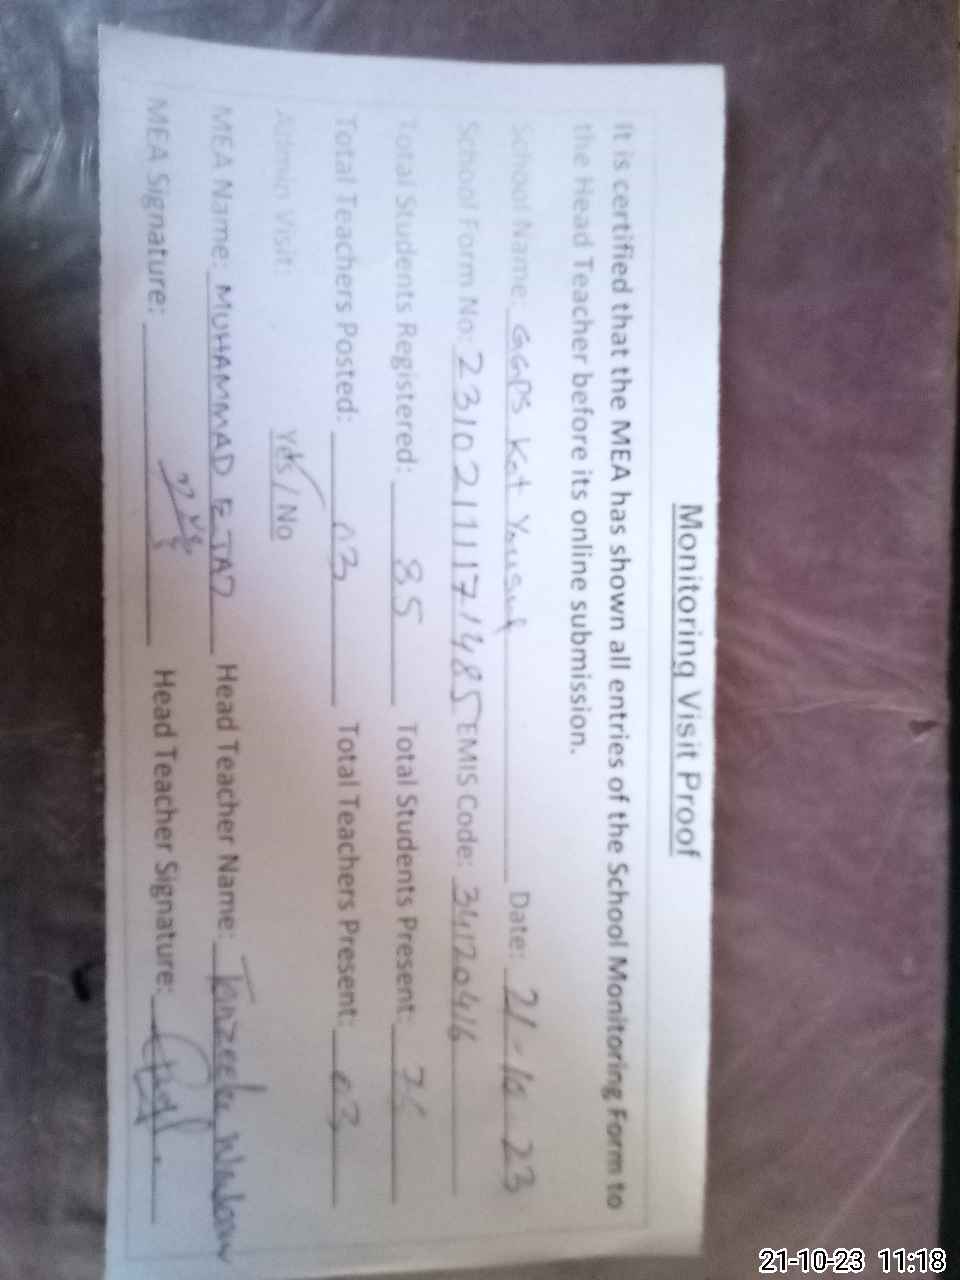 Monitoring Visit Proof
It is certified that the MEA has shown all entries of the School Monitoring Form to
the Head Teacher before its online submission.
School Name: GGPS Kot Yousuf Date: 21-10-23
School Form No: 23102111171485 EMIS Code: 34120416
Total Students Registered: 85 Total Students Present:
Total Teachers Posted: 03 Total Teachers Present: 03
Admin Visit: Yes / No
MEA Name: MUHAMMAD EJAZ Head Teacher Name: Tanzeela
MEA Signature: Head Teacher Signature:
21-10-23 11:18